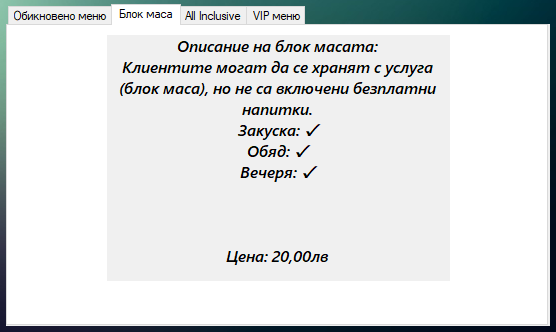 Обикновено меню Блок маса All Inclusive VIP меню
Описание на блок масата:
Клиентите могат да се хранят с услуга
(блок маса), но не са включени безплатни
напитки.
Закуска: ✓
Обяд: ✓
Вечеря: ✓
Цена: 20,00лв